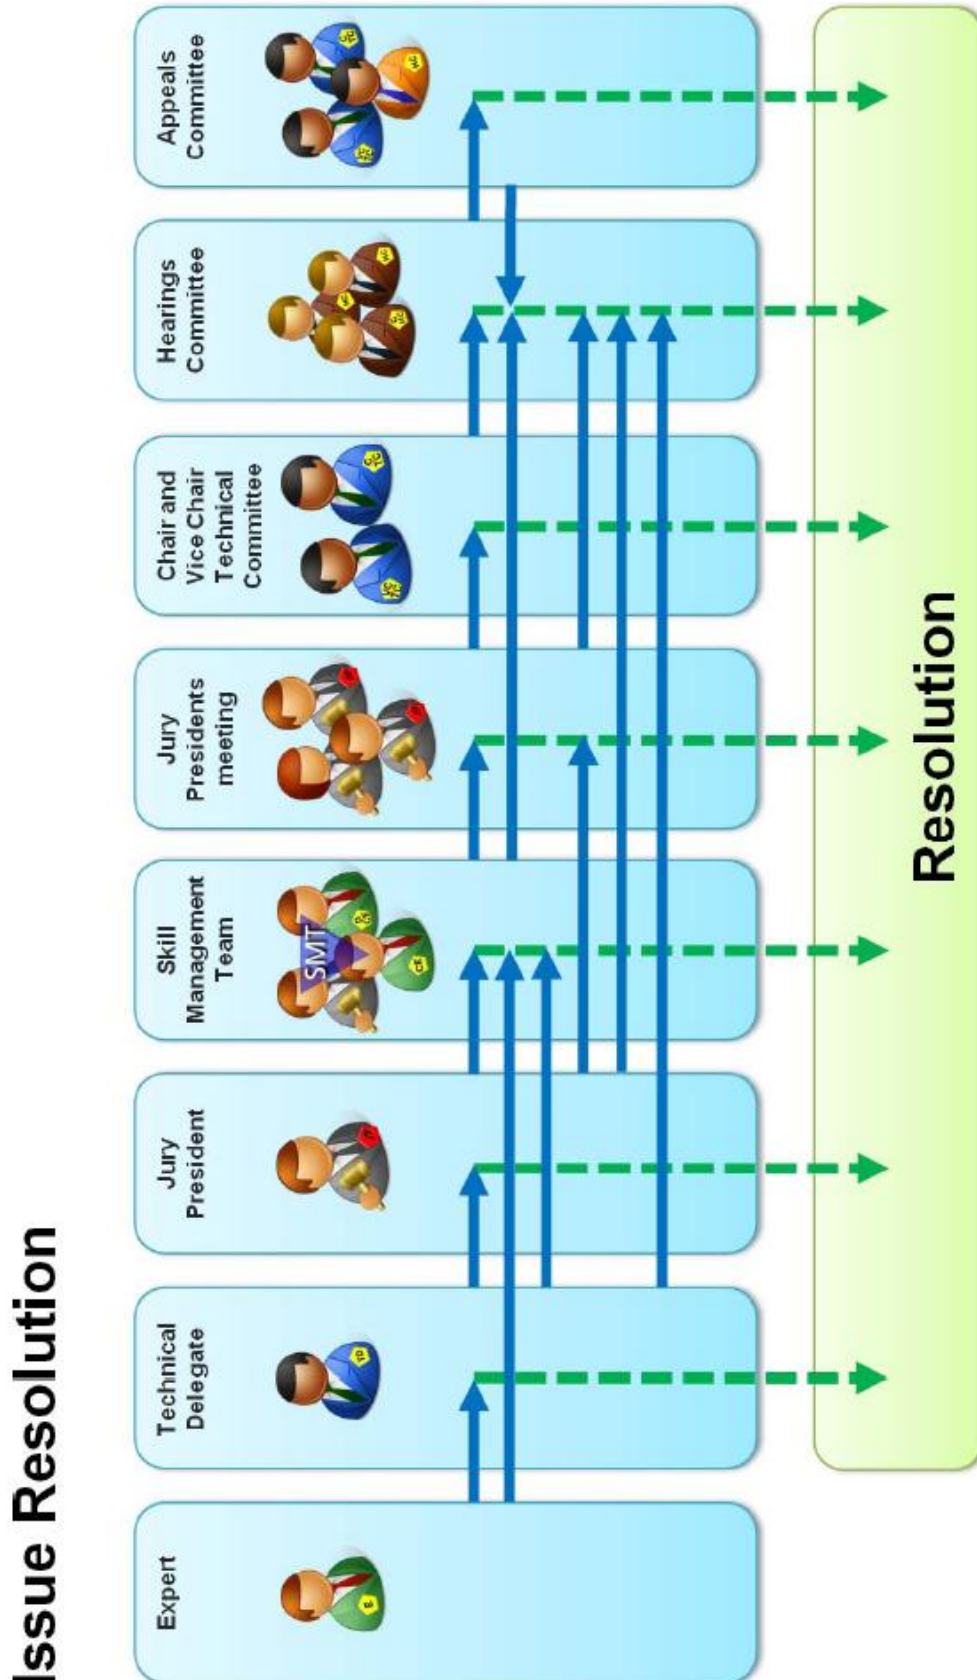 Issue Resolution
Expert
Technical
Delegate
Jury
President
Skill
Management
Team
SMT
Jury
Presidents
meeting
Chair and
Vice Chair
Technical
Committee
Hearings
Committee
Appeals
Committee
Resolution